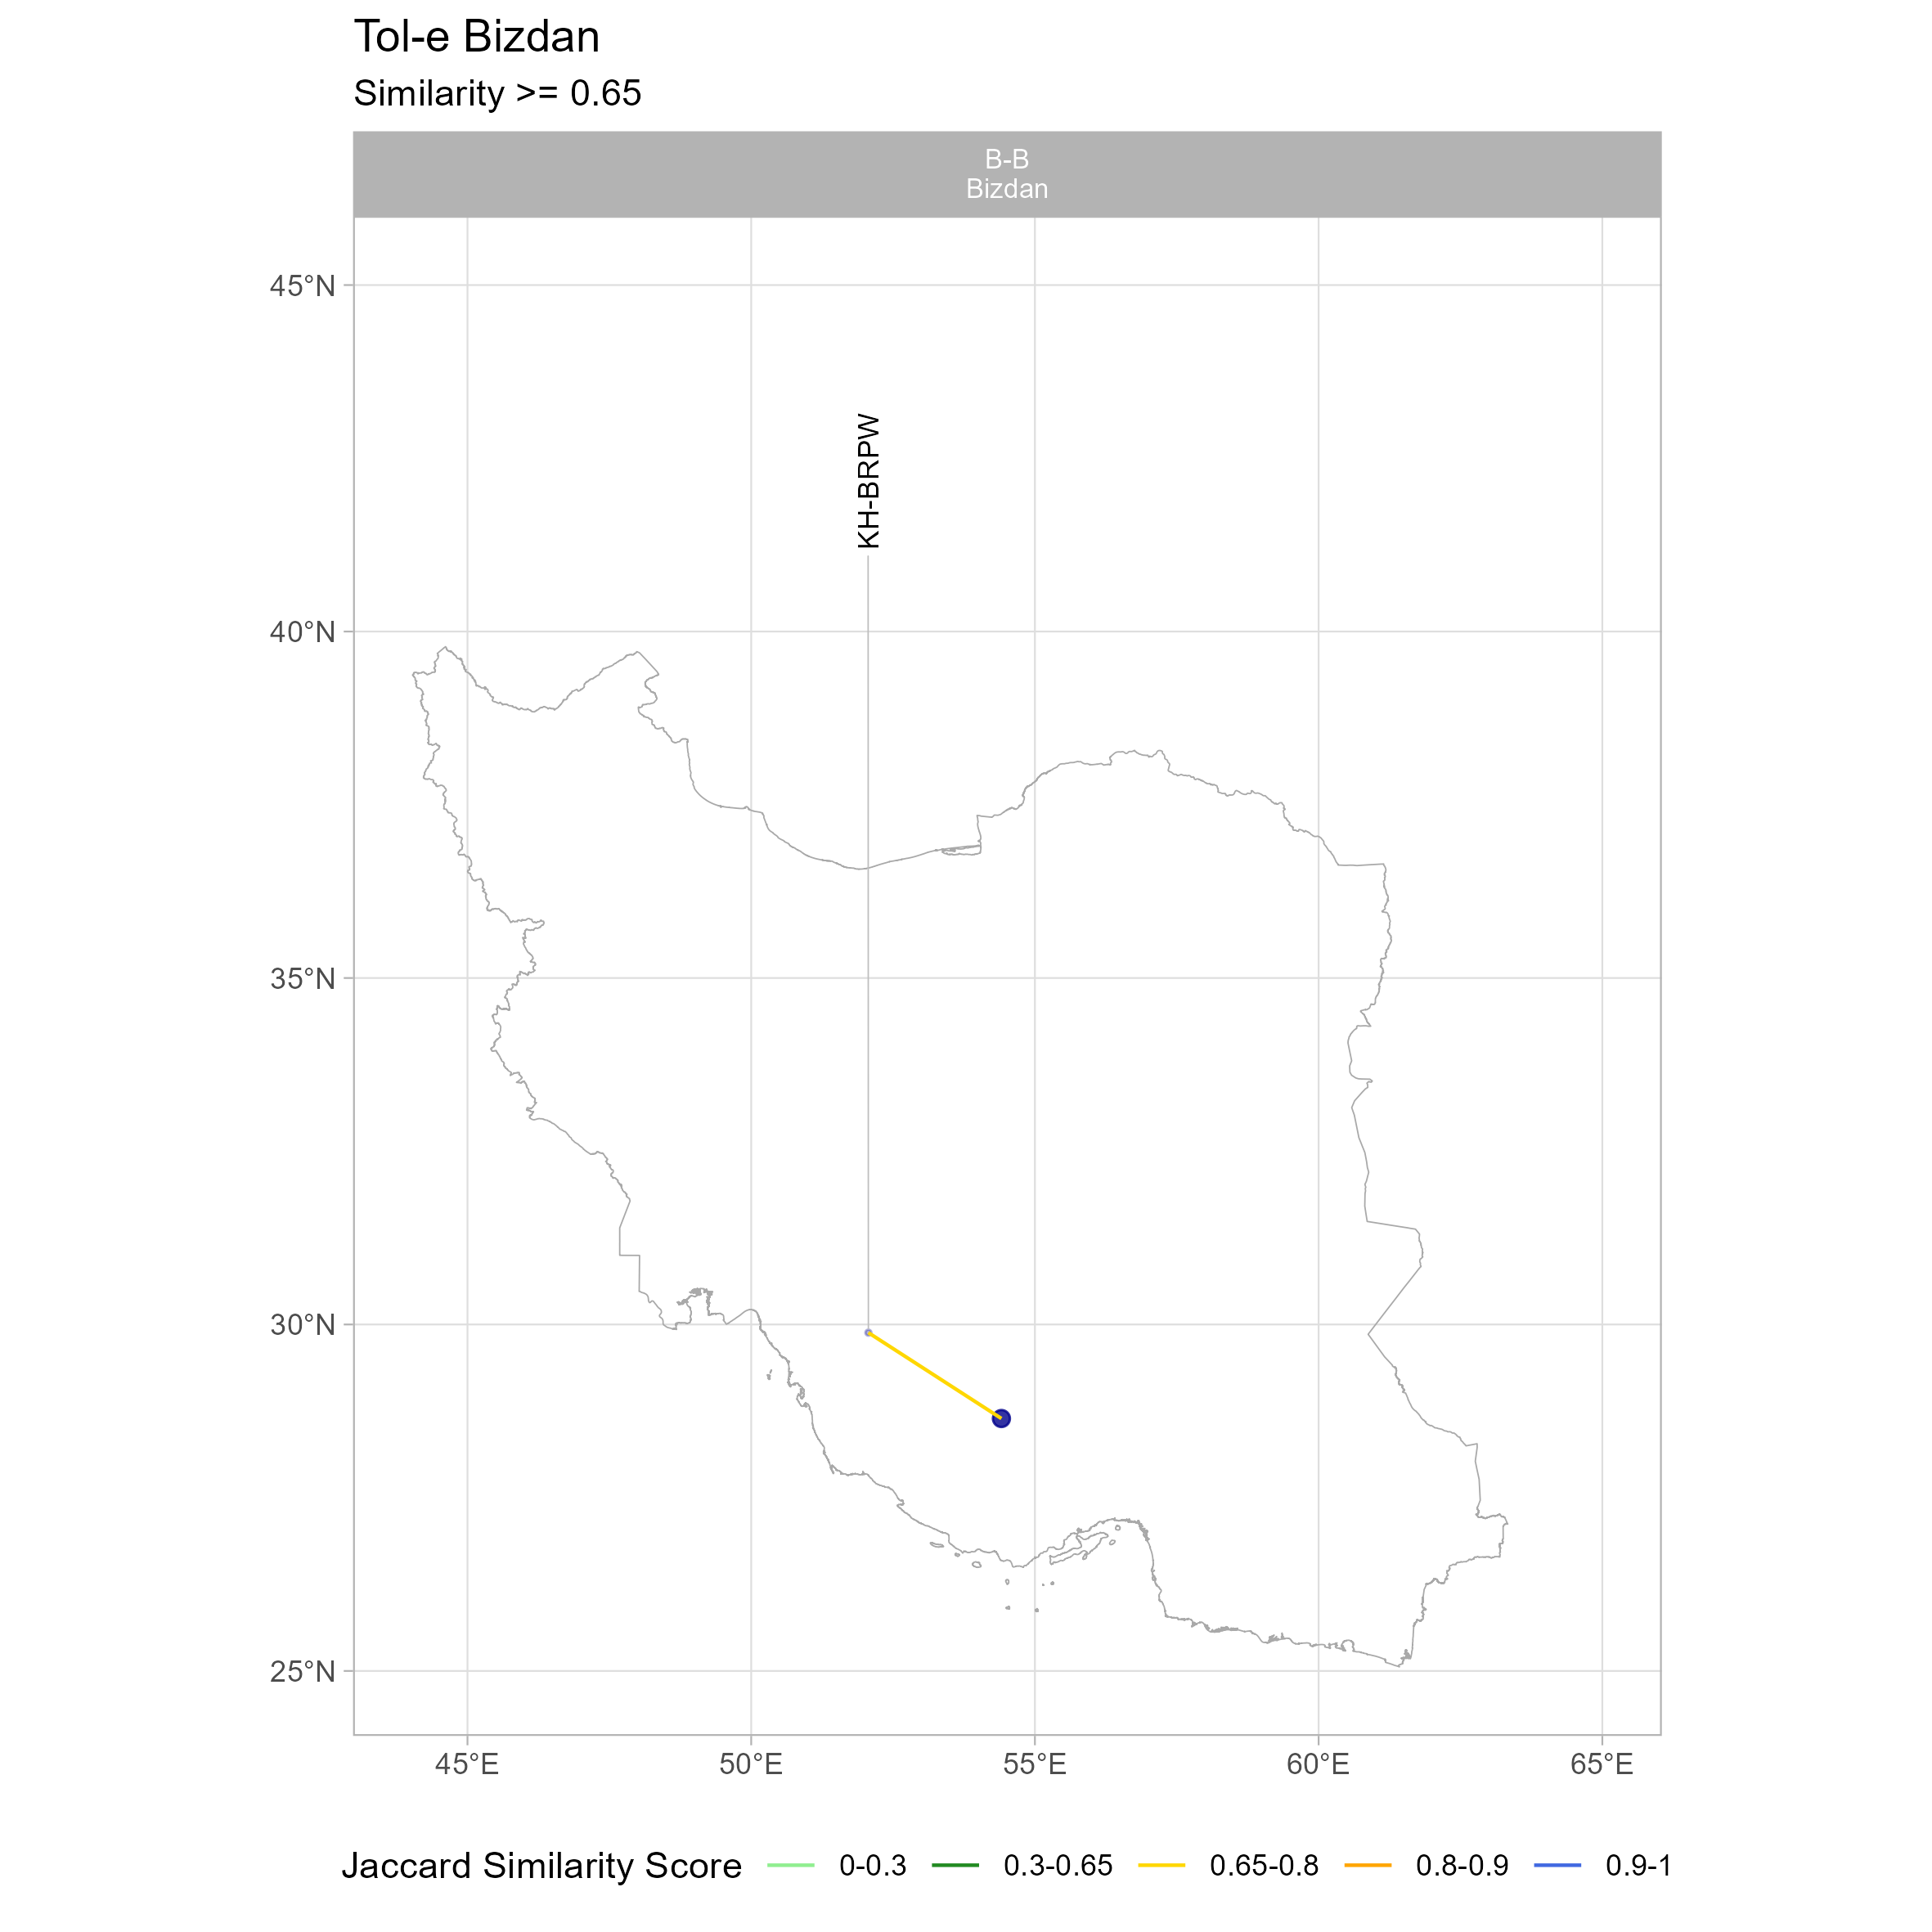 Tol-e Bizdan
Similarity >= 0.65
B-B
Bizdan
45°N
KH-BRPW
40°N
35°N
30°N
25°N
45°E 50°E 55°E 60°E 65°E
Jaccard Similarity Score 0-0.3 0.3-0.65 0.65-0.8 0.8-0.9 0.9-1